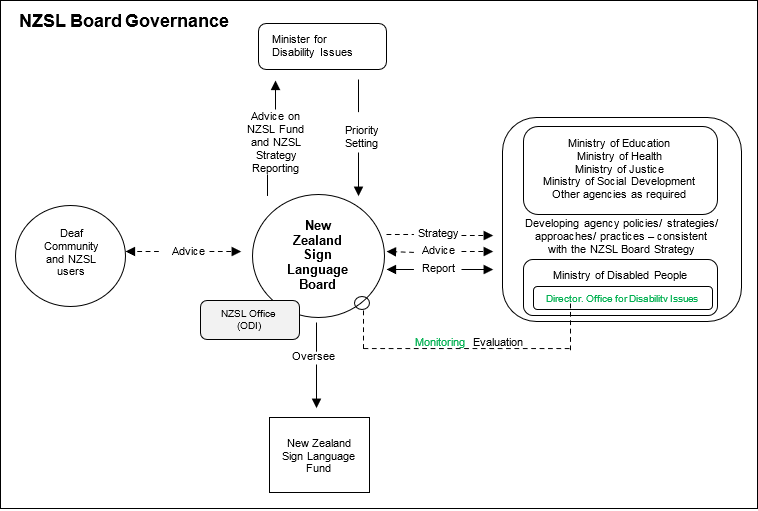 NZSL Board Governance
Minister for
Disability Issues
Advice on
NZSL Fund
and NZSL
Strategy
Reporting
Priority
Setting
Ministry of Education
Ministry of Health
Ministry of Justice
Ministry of Social Development
Other agencies as required
Developing agency policies/ strategies/
approaches/ practices – consistent
with the NZSL Board Strategy
Ministry of Disabled People
Director. Office for Disability Issues
Deaf
Community
and NZSL
users
Advice
New
Zealand
Sign
Language
Board
Strategy
Advice
Report
NZSL Office
(ODI)
Monitoring Evaluation
Oversee
New Zealand
Sign Language
Fund